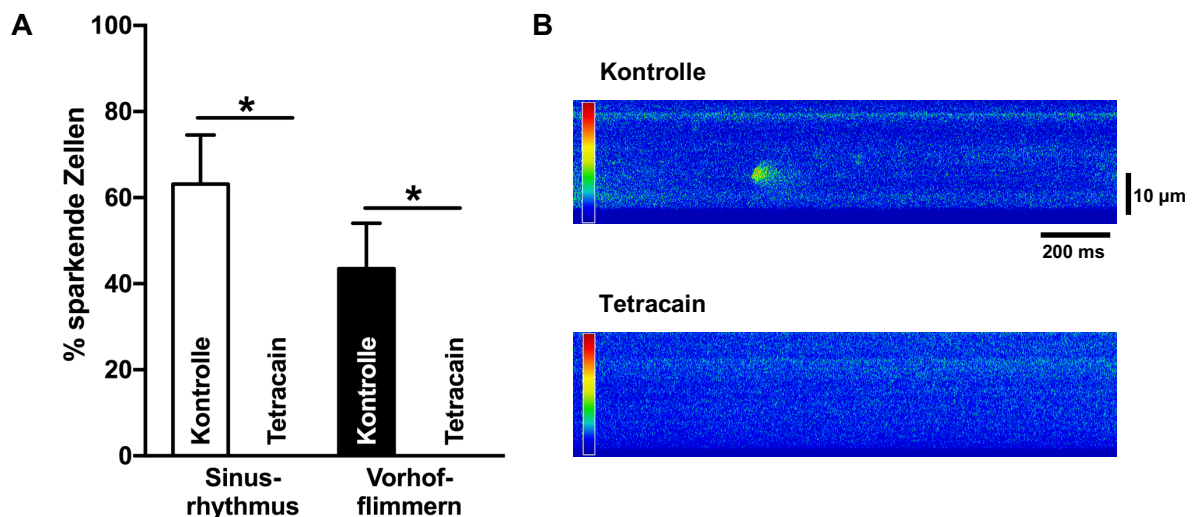 A
% sparkende Zellen
100
80
60
40
20
0
*
*
Kontrolle
Tetracain
Kontrolle
Tetracain
Sinus-
rhythmus
Vorhof-
flimmern
B
Kontrolle
10 µm
200 ms
Tetracain